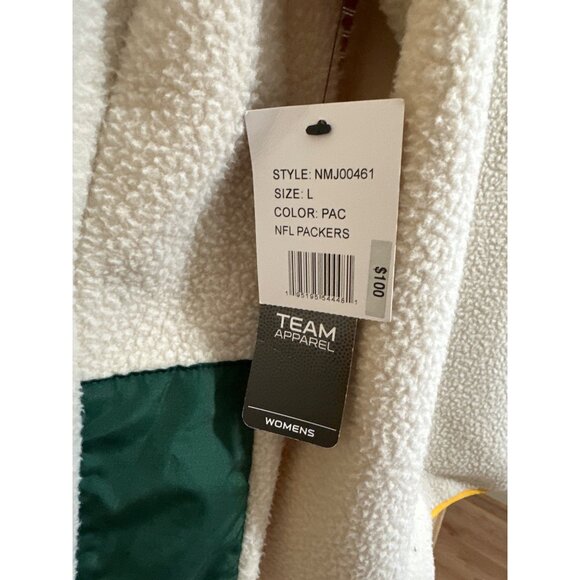 STYLE: NMJ00461
SIZE: L
COLOR: PAC
NFL PACKERS
$100
TEAM
APPAREL
WOMENS